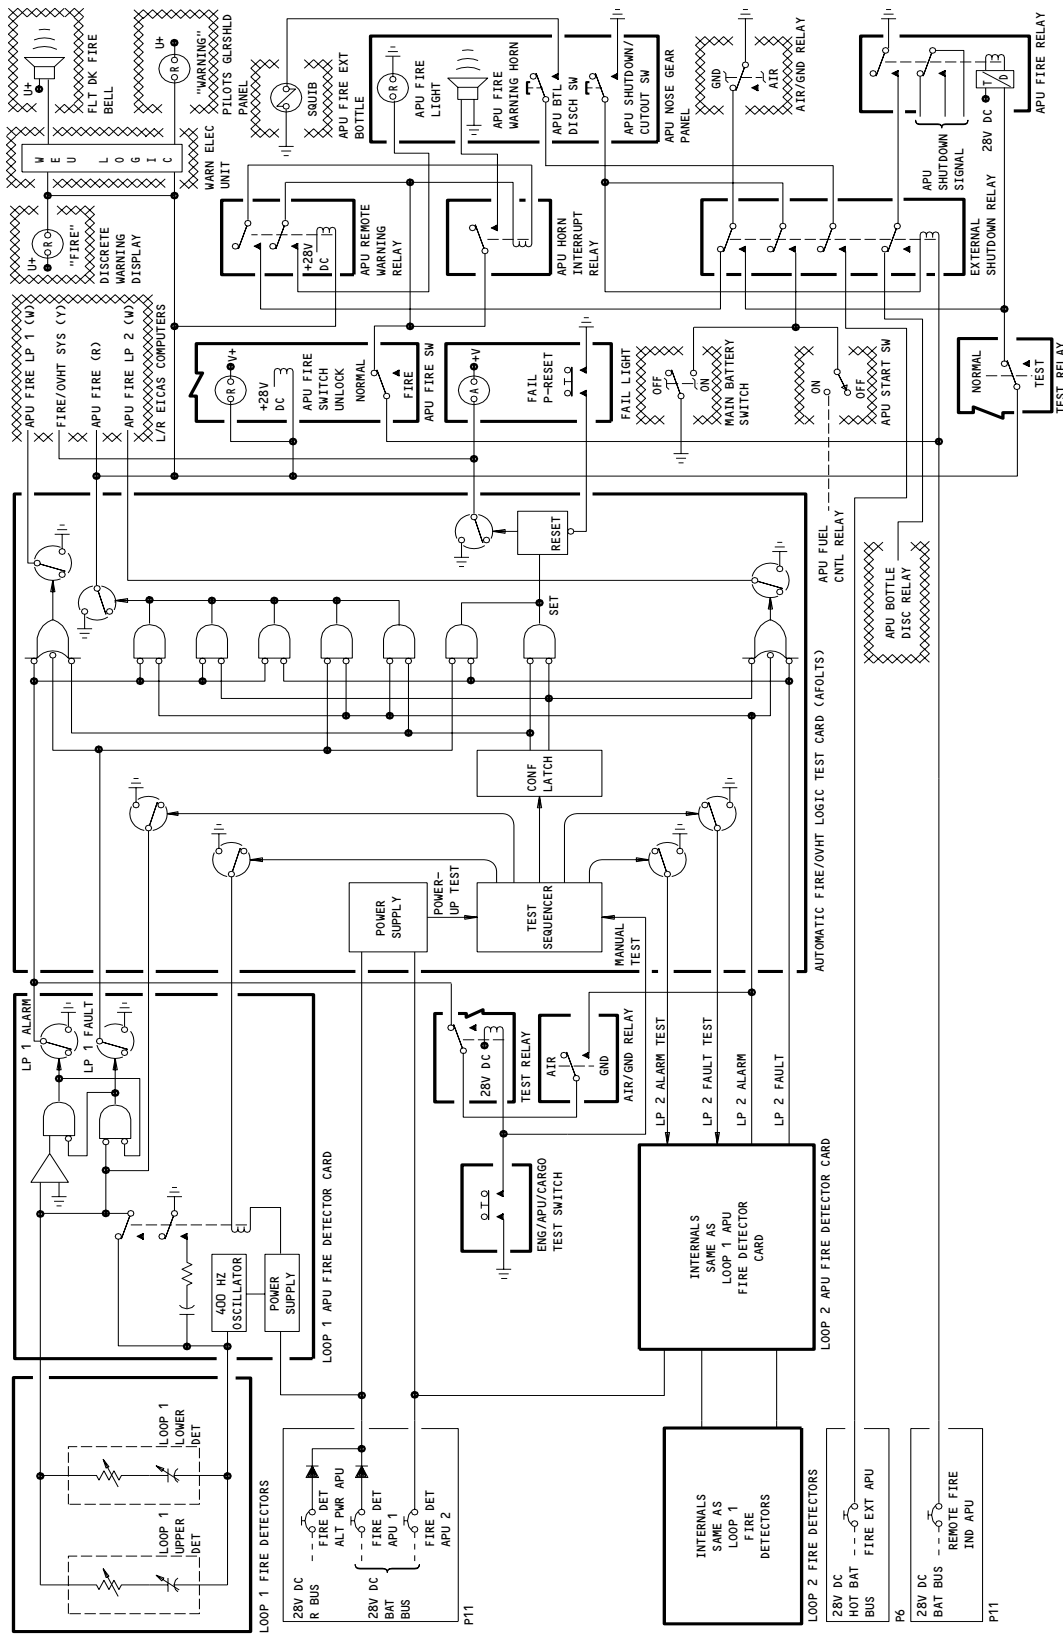 U+
FLT DK FIRE
BELL
U+
R
"WARNING"
PILOTS GLRSHLD
PANEL
SQUIB
APU FIRE EXT
BOTTLE
R
APU FIRE
LIGHT
APU FIRE
WARNING HORN
APU BTL
DISCH SW
APU SHUTDOWN/
CUTOUT SW
APU NOSE GEAR
PANEL
GND
AIR
AIR/GND RELAY
APU
SHUTDOWN
SIGNAL
28V DC
T
D
APU FIRE RELAY
WEU LOGIC
WARN ELEC
UNIT
U+
R
"FIRE"
DISCRETE
WARNING
DISPLAY
+28V
DC
APU REMOTE
WARNING
RELAY
APU HORN
INTERRUPT
RELAY
EXTERNAL
SHUTDOWN RELAY
APU FIRE LP 1 (W)
FIRE/OVHT SYS (Y)
APU FIRE (R)
APU FIRE LP 2 (W)
L/R EICAS COMPUTERS
V+
R
+28V
DC
APU FIRE
SWITCH
UNLOCK
NORMAL
FIRE
APU FIRE SW
+V
A
FAIL
P-RESET
T
FAIL LIGHT
OFF
ON
MAIN BATTERY
SWITCH
ON
OFF
APU START SW
NORMAL
TEST
TEST RELAY
RESET
SET
APU FUEL
CNTL RELAY
APU BOTTLE
DISC RELAY
CONF
LATCH
POWER
SUPPLY
POWER-
UP TEST
TEST
SEQUENCER
MANUAL
TEST
AUTOMATIC FIRE/OVHT LOGIC TEST CARD (AFOLTS)
LP 1 ALARM
LP 1 FAULT
28V DC
TEST RELAY
AIR
GND
AIR/GND RELAY
LP 2 ALARM TEST
LP 2 FAULT TEST
LP 2 ALARM
LP 2 FAULT
400 HZ
OSCILLATOR
POWER
SUPPLY
LOOP 1 APU FIRE DETECTOR CARD
T
ENG/APU/CARGO
TEST SWITCH
INTERNALS
SAME AS
LOOP 1 APU
FIRE DETECTOR
CARD
LOOP 2 APU FIRE DETECTOR CARD
LOOP 1
UPPER
DET
LOOP 1
LOWER
DET
LOOP 1 FIRE DETECTORS
28V DC
R BUS
FIRE DET
ALT PWR APU
28V DC
BAT
BUS
FIRE DET
APU 1
FIRE DET
APU 2
P11
INTERNALS
SAME AS
LOOP 1
FIRE
DETECTORS
LOOP 2 FIRE DETECTORS
28V DC
HOT BAT
BUS
FIRE EXT APU
P6
28V DC
BAT BUS
REMOTE FIRE
IND APU
P11